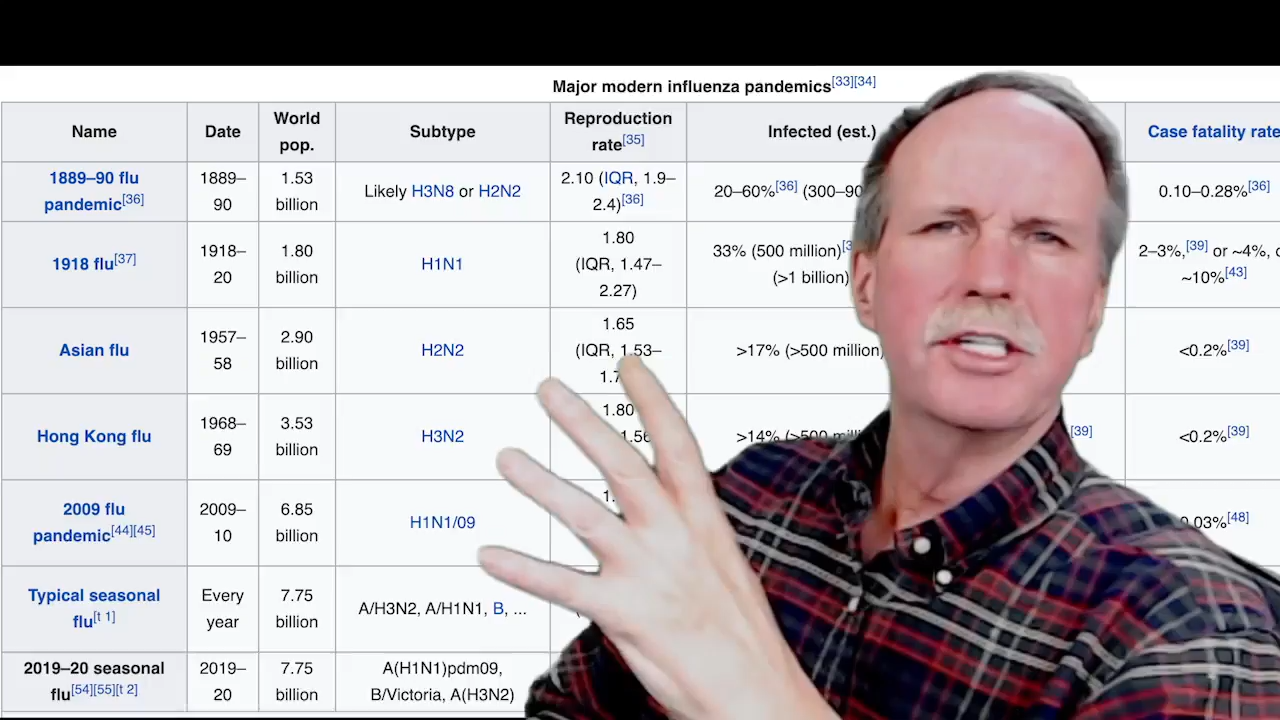 Major modern influenza pandemics[33][34]
Name
Date
World
pop.
Subtype
Reproduction
rate[35]
Infected (est.)
Case fatality rate
1889–90 flu
pandemic[36]
1889–
90
1.53
billion
Likely H3N8 or H2N2
2.10 (IQR, 1.9–
2.4)[36]
20–60%[36] (300–90
0.10–0.28%[36]
1918 flu[37]
1918–
20
1.80
billion
H1N1
1.80
(IQR, 1.47–
2.27)
33% (500 million)[3
(>1 billion)
2–3%,[39] or ~4%,
~10%[43]
Asian flu
1957–
58
2.90
billion
H2N2
1.65
(IQR, 1.53–
>17% (>500 million)
<0.2%[39]
Hong Kong flu
1968–
69
3.53
billion
H3N2
1.80
1.56
>14% (>500 milli
[39]
<0.2%[39]
2009 flu
pandemic[44][45]
2009–
10
6.85
billion
H1N1/09
1.
0.03%[48]
Typical seasonal
flu[t 1]
Every
year
7.75
billion
A/H3N2, A/H1N1, B, ...
2019–20 seasonal
flu[54][55][t 2]
2019–
20
7.75
billion
A(H1N1)pdm09,
B/Victoria, A(H3N2)